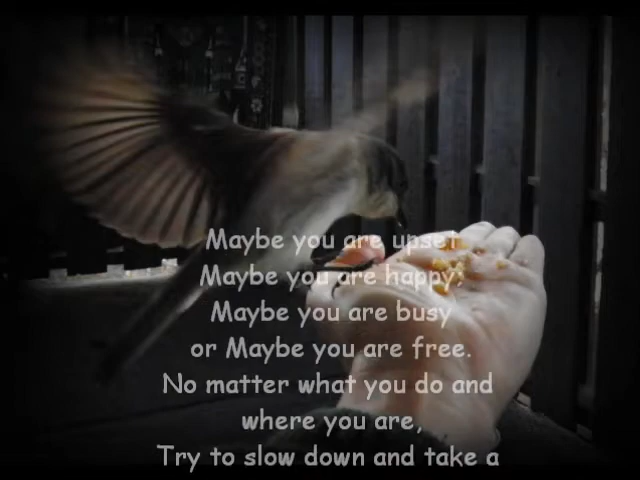 Maybe you are upset
Maybe you are happy,
Maybe you are busy
or Maybe you are free.
No matter what you do and
where you are,
Try to slow down and take a